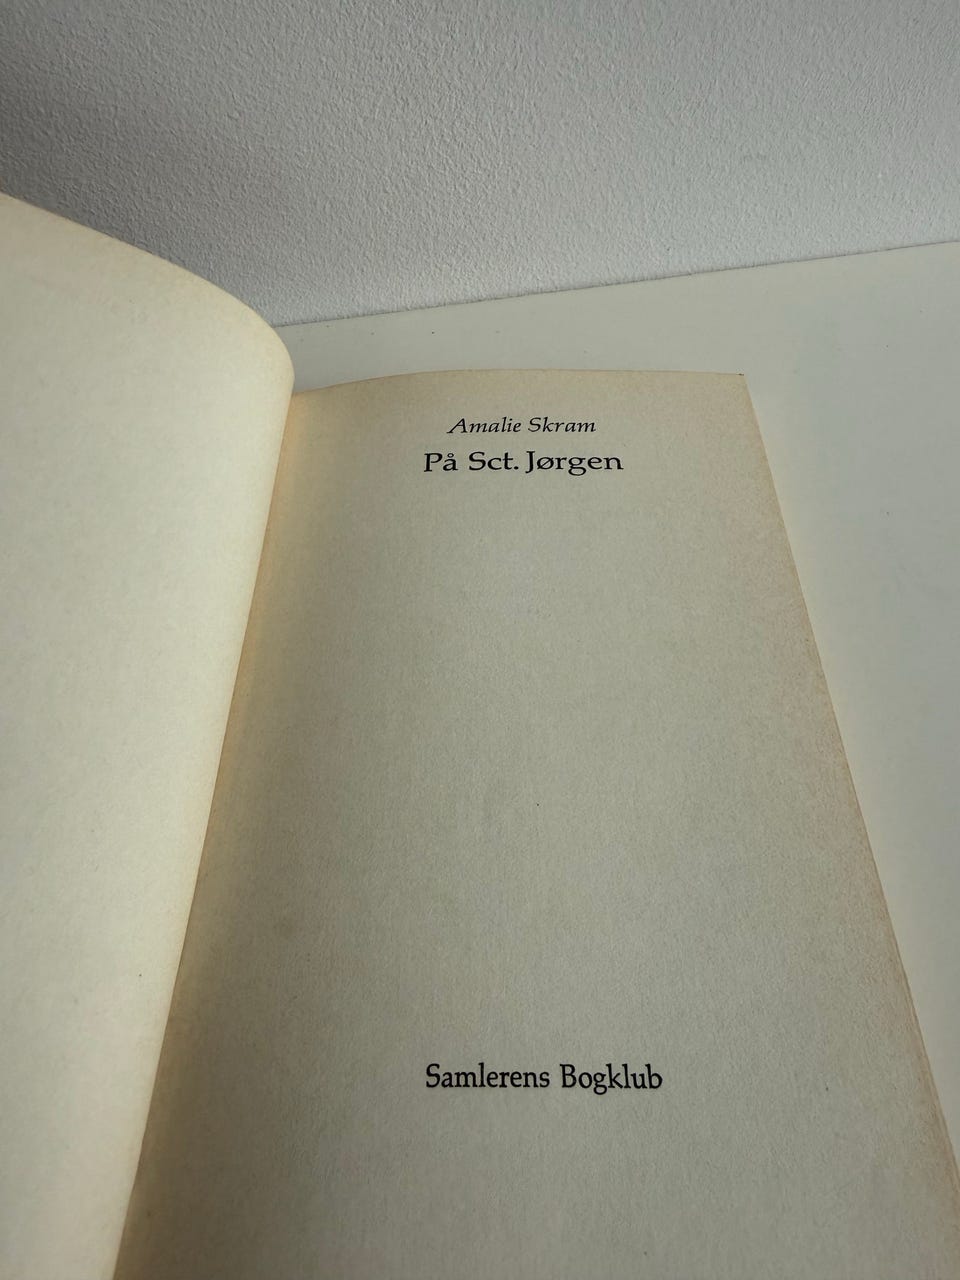 Amalie Skram
På Sct. Jørgen
Samlerens Bogklub